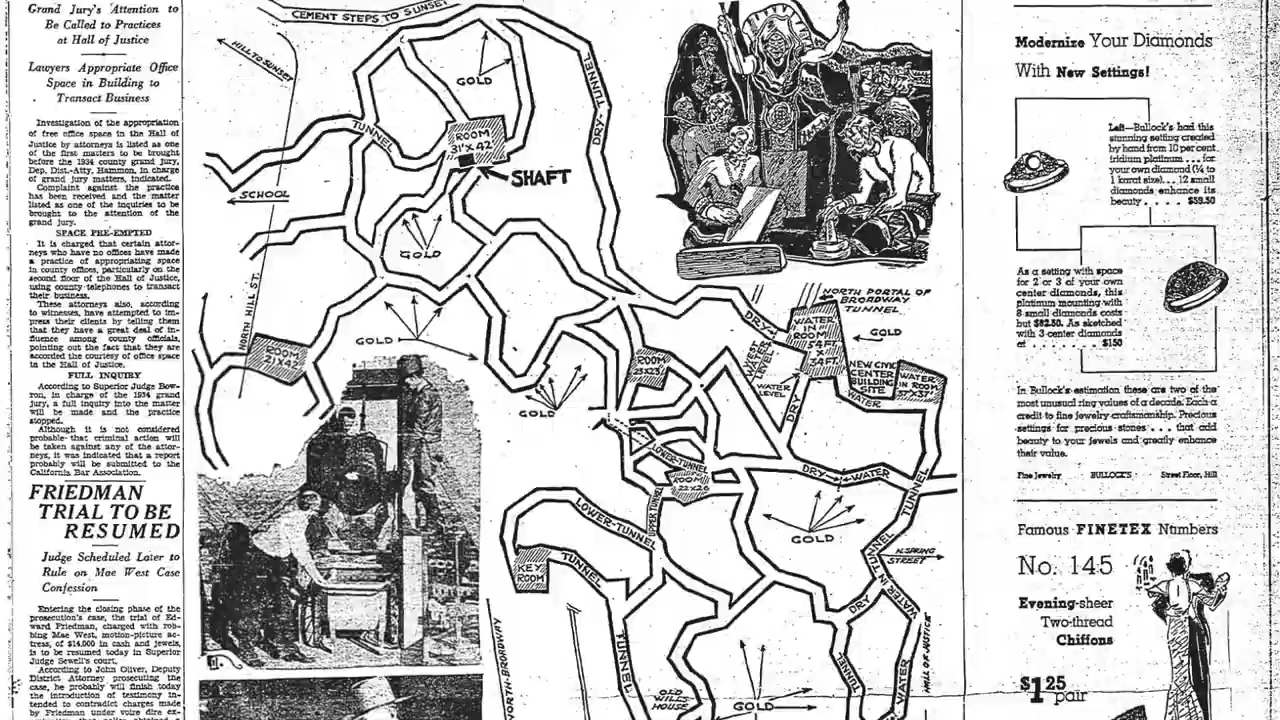 Grand Jury's Attention to
Be Called to Practices
at Hall of Justice
Lawyers Appropriate Office
Space in Building to
Transact Business
Investigation of the appropriation
of free office space in the Hall of
Justice by attorneys is listed as one
of the first matters to be brought
before the 1934 county grand jury,
Dep. Dist.-Atty. Hammon, in charge
of grand jury matters, indicated.
Complaint against the practice
has been received and the matter
listed as one of the inquiries to be
brought to the attention of the
grand jury.
SPACE PRE-EMPTED
It is charged that certain attor-
neys who have no offices have made
a practice of appropriating space
in county offices, particularly on the
second floor of the Hall of Justice,
using county telephones to transact
their business.
These attorneys also, according
to witnesses, have attempted to im-
press their clients by telling them
that they have a great deal of in-
fluence among county officials,
pointing out the fact that they are
accorded the courtesy of office space
in the Hall of Justice.
FULL INQUIRY
According to Superior Judge Bow-
ron, in charge of the 1934 grand
jury, a full inquiry into the matter
will be made and the practice
stopped.
Although it is not considered
probable that criminal action will
be taken against any of the attor-
neys, it was indicated that a report
probably will be submitted to the
California Bar Association.
FRIEDMAN
TRIAL TO BE
RESUMED
Judge Scheduled Later to
Rule on Mae West Case
Confession
Entering the closing phase of the
prosecution's case, the trial of Ed-
ward Friedman, charged with rob-
bing Mae West, motion-picture ac-
tress, of $14,000 in cash and jewels,
is to be resumed today in Superior
Judge Sewell's court.
According to John Oliver, Deputy
District Attorney prosecuting the
case, he probably will finish today
the introduction of testimony in-
tended to contradict charges made
by Friedman under voire dire ex-
CEMENT STEPS TO SUNSET
HILL TO SUNSET
GOLD
DRY-TUNNEL
TUNNEL
ROOM
31'X 42'
SHAFT
SCHOOL
GOLD
NORTH HILL ST.
ROOM
21'X42'
GOLD
GOLD
NORTH PORTAL OF
BROADWAY
TUNNEL
DRY
WATER
IN
ROOM
54FT.
X
34FT.
GOLD
WEST
WATER
LEVEL
WATER
LEVEL
DRY
NEW CIVIC
CENTER
BUILDING
SITE
WATER
IN ROOM
37'X37'
WATER
ROOM
23X23
LOWER-TUNNEL
ROOM
22X26
UPPER TUNNEL
DRY
WATER
TUNNEL
GOLD
LOWER-TUNNEL
KEY
ROOM
TUNNEL
N.SPRING
STREET
DRY
TUNNEL
WATER IN TUNNEL
NORTH-BROADWAY
TUNNEL
OLD
WILLS-
HOUSE
GOLD
TUNNEL
WATER
HALL OF JUSTICE
Modernize Your Diamonds
With New Settings!
Left—Bullock's had this
stunning setting created
by hand from 10 per cent
iridium platinum . . . for
your own diamond (¼ to
1 karat size)... 12 small
diamonds enhance its
beauty . . . . $59.50
As a setting with space
for 2 or 3 of your own
center diamonds, this
platinum mounting with
8 small diamonds costs
but $82.50. As sketched
with 3 center diamonds
at . . . . . . $150
In Bullock's estimation these are two of the
most unusual ring values of a decade. Each a
credit to fine jewelry craftsmanship. Precious
settings for precious stones . . . that add
beauty to your jewels and greatly enhance
their value.
Fine Jewelry BULLOCK'S Street Floor, Hill
Famous FINETEX Numbers
No. 145
Evening-sheer
Two-thread
Chiffons
$1 25 pair